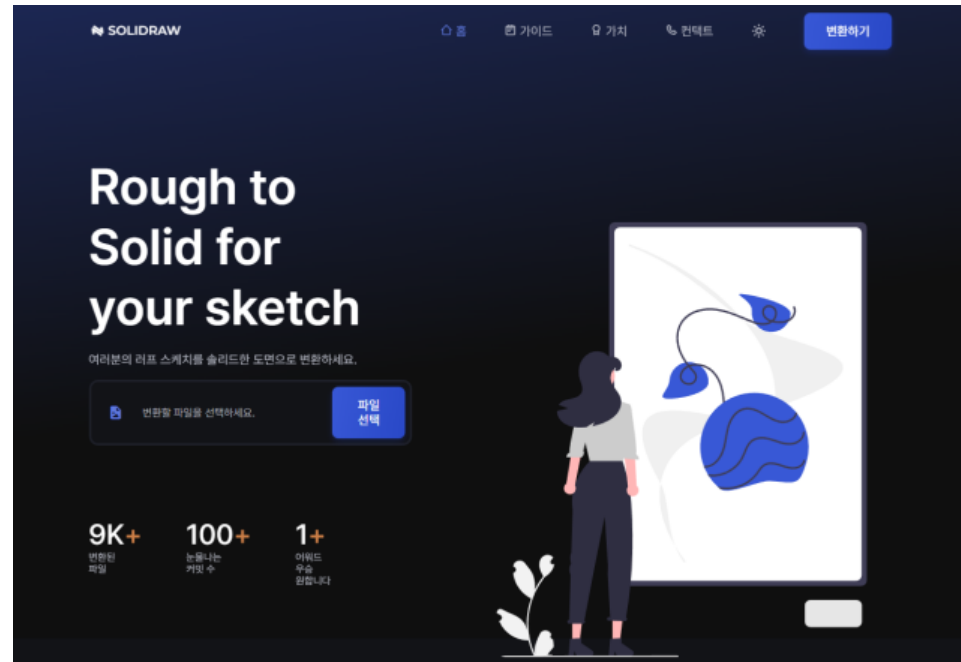 SOLIDRAW
홈
가이드
가치
컨택트
변환하기
Rough to
Solid for
your sketch
여러분의 러프 스케치를 솔리드한 도면으로 변환하세요.
변환할 파일을 선택하세요.
파일
선택
9K+
변환된
파일
100+
눈물나는
커밋 수
1+
어워드
우승
원합니다